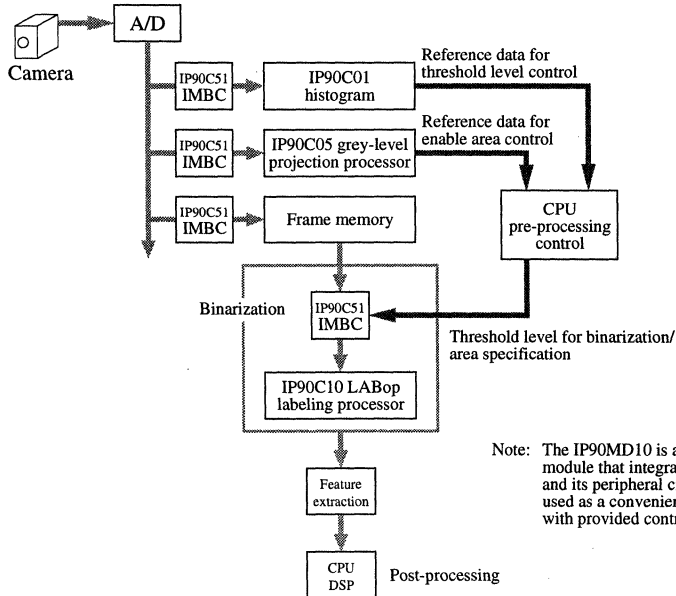 A/D
Camera
IP90C51
IMBC
IP90C01
histogram
Reference data for
threshold level control
IP90C51
IMBC
IP90C05 grey-level
projection processor
Reference data for
enable area control
IP90C51
IMBC
Frame memory
CPU
pre-processing
control
Binarization
IP90C51
IMBC
Threshold level for binarization/
area specification
IP90C10 LABop
labeling processor
Note: The IP90MD10 is a
module that integra
and its peripheral c
used as a convenien
with provided contr
Feature
extraction
CPU
DSP
Post-processing